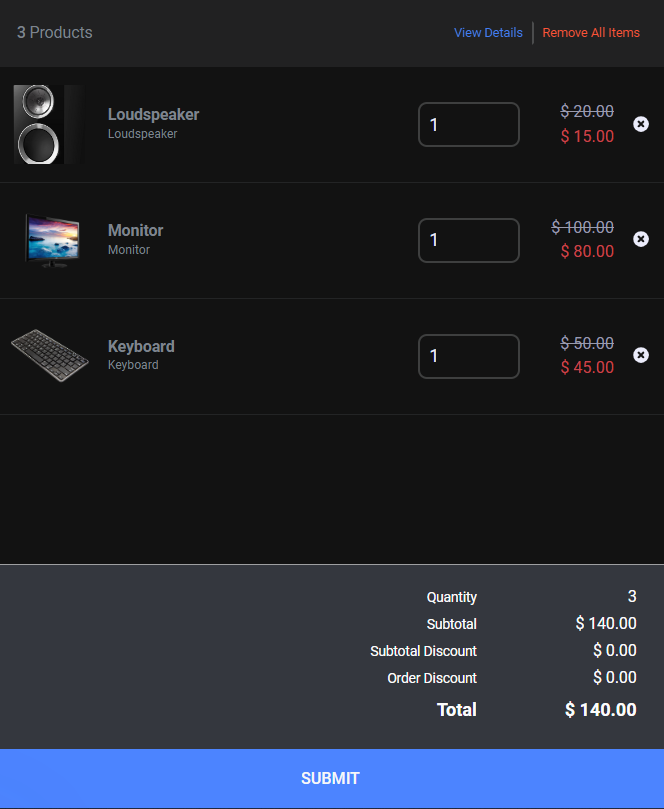 3 Products
View Details
Remove All Items
Loudspeaker
Loudspeaker
1
$ 20.00
$ 15.00
Monitor
Monitor
1
$ 100.00
$ 80.00
Keyboard
Keyboard
1
$ 50.00
$ 45.00
Quantity 3
Subtotal $ 140.00
Subtotal Discount $ 0.00
Order Discount $ 0.00
Total $ 140.00
SUBMIT